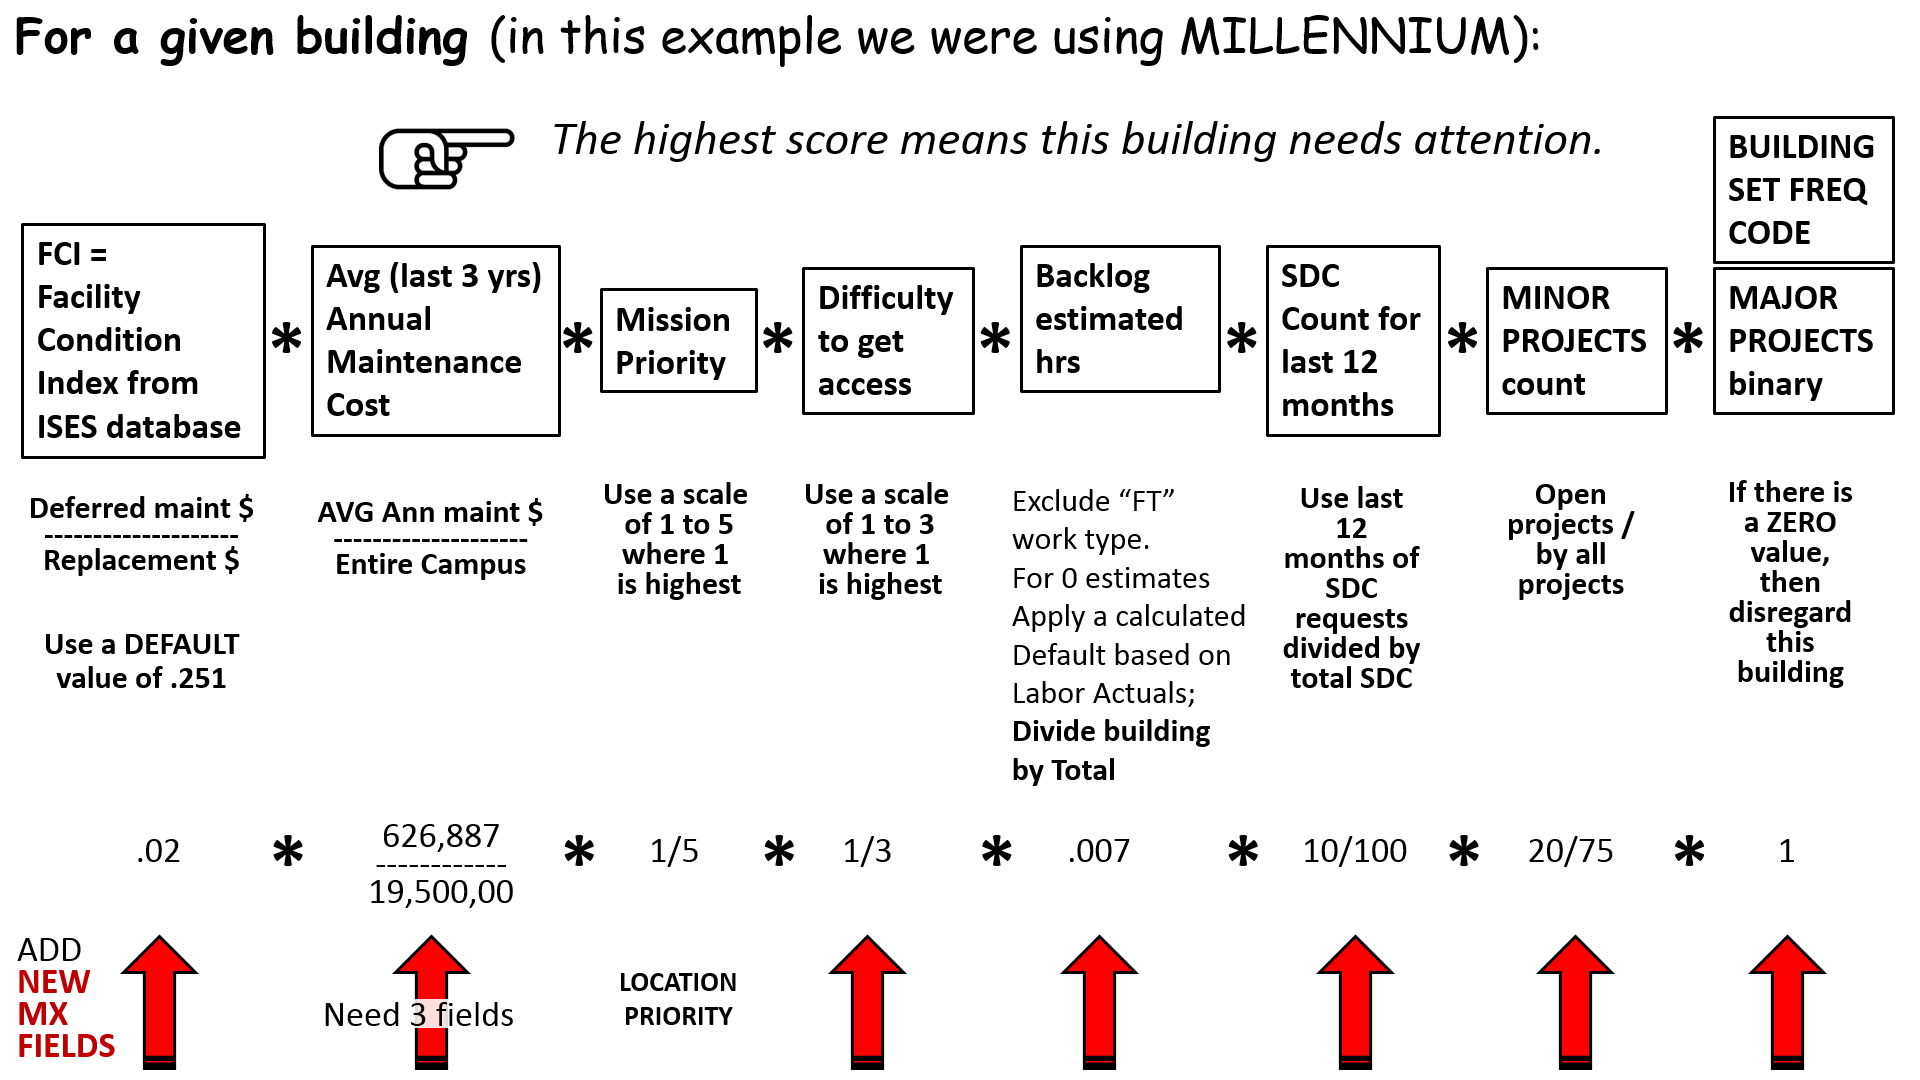 For a given building (in this example we were using MILLENNIUM):
The highest score means this building needs attention.
BUILDING
SET FREQ
CODE
FCI =
Facility
Condition
Index from
ISES database
*
Avg (last 3 yrs)
Annual
Maintenance
Cost
*
Mission
Priority
*
Difficulty
to get
access
*
Backlog
estimated
hrs
*
SDC
Count for
last 12
months
*
MINOR
PROJECTS
count
*
MAJOR
PROJECTS
binary
Deferred maint $
--------------------
Replacement $
Use a DEFAULT
value of .251
AVG Ann maint $
--------------------
Entire Campus
Use a scale
of 1 to 5
where 1
is highest
Use a scale
of 1 to 3
where 1
is highest
Exclude “FT”
work type.
For 0 estimates
Apply a calculated
Default based on
Labor Actuals;
Divide building
by Total
Use last
12
months of
SDC
requests
divided by
total SDC
Open
projects /
by all
projects
If there is
a ZERO
value,
then
disregard
this
building
.02
*
626,887
------------
19,500,00
*
1/5
*
1/3
*
.007
*
10/100
*
20/75
*
1
ADD
NEW
MX
FIELDS
Need 3 fields
LOCATION
PRIORITY